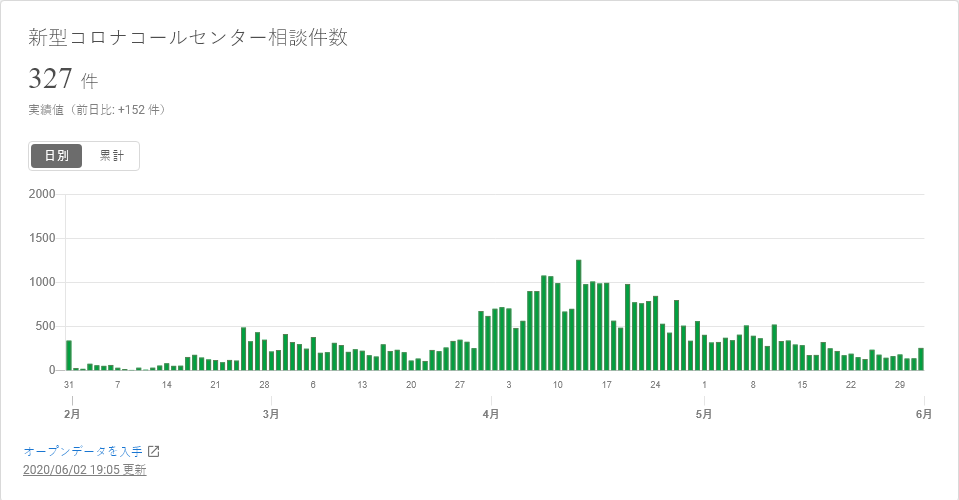 新型コロナコールセンター相談件数
327 件
実績値（前日比: +152 件）
日別 累計
2000
1500
1000
500
0
31 7 14 21 28 6 13 20 27 3 10 17 24 1 8 15 22 29
2月 3月 4月 5月 6月
オープンデータを入手
2020/06/02 19:05 更新